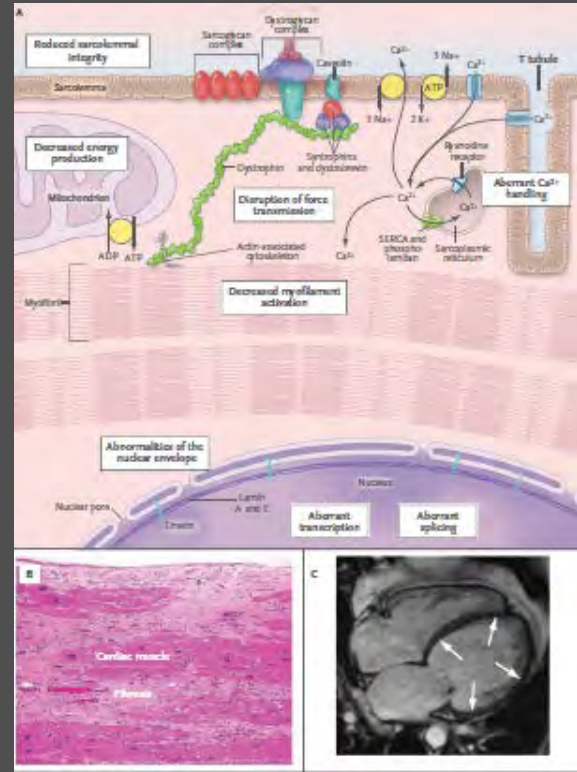 A
Reduced sarcolemmal
integrity
Sarcoglycan
complex
Dystroglycan
complex
Caveolin
Ca²⁺
3 Na+
Ca²⁺
T tubule
Sarcolemma
ATP
3 Na+
2 K+
Ca²⁺
Decreased energy
production
Mitochondrion
Dystrophin
Syntrophins
and dystrobrevin
Ryanodine
receptor
Aberrant Ca²⁺
handling
Disruption of force
transmission
Ca²⁺
Ca²⁺
ADP
ATP
Actin-associated
cytoskeleton
Ca²⁺
SERCA and
phospho-
lamban
Sarcoplasmic
reticulum
Myofibril
Decreased myofilament
activation
Abnormalities of the
nuclear envelope
Nucleus
Nuclear pore
Lamin
A and C
Emerin
Aberrant
transcription
Aberrant
splicing
B
Cardiac muscle
Fibrosis
C